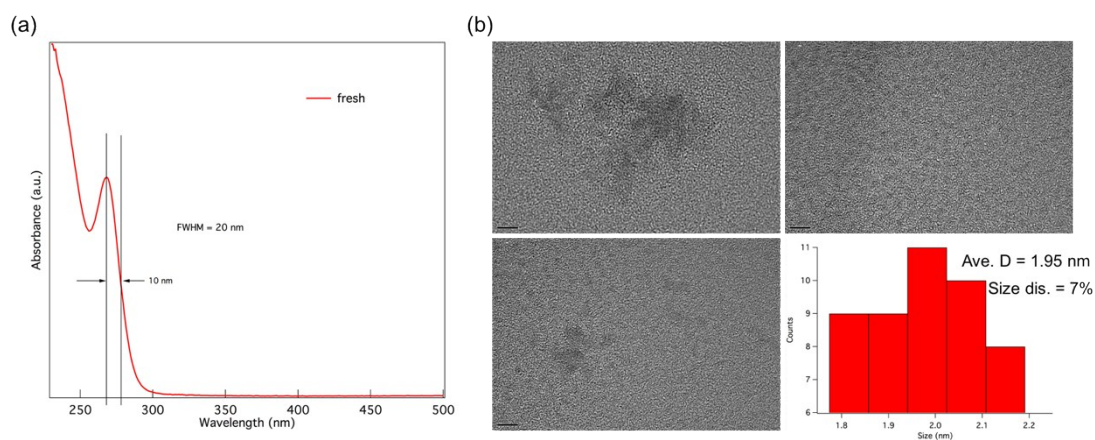 (a)
fresh
FWHM = 20 nm
10 nm
Absorbance (a.u.)
250 300 350 400 450 500
Wavelength (nm)
(b)
Ave. D = 1.95 nm
Size dis. = 7%
11
10
9
8
7
6
Counts
1.8 1.9 2.0 2.1 2.2
Size (nm)